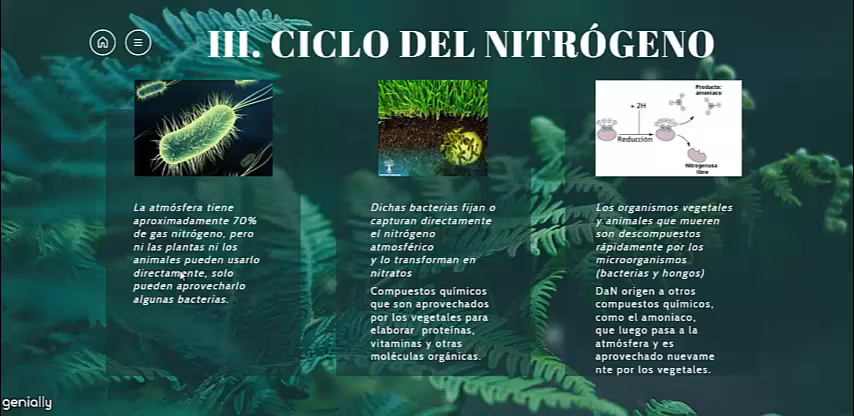 III. CICLO DEL NITRÓGENO
La atmósfera tiene
aproximadamente 70%
de gas nitrógeno, pero
ni las plantas ni los
animales pueden usarlo
directamente, solo
pueden aprovecharlo
algunas bacterias.
Dichas bacterias fijan o
capturan directamente
el nitrógeno
atmosférico
y lo transforman en
nitratos
Compuestos químicos
que son aprovechados
por los vegetales para
elaborar proteínas,
vitaminas y otras
moléculas orgánicas.
Producto:
amoníaco
+ 2H
Reducción
Nitrogenasa
libre
Los organismos vegetales
y animales que mueren
son descompuestos
rápidamente por los
microorganismos
(bacterias y hongos)
DaN origen a otros
compuestos químicos,
como el amoníaco,
que luego pasa a la
atmósfera y es
aprovechado nuevame
nte por los vegetales.
genially